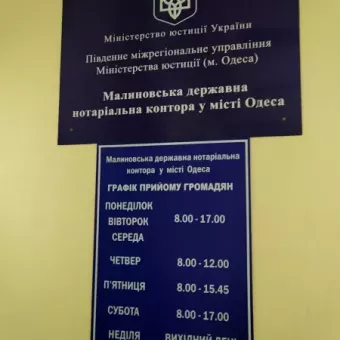 Міністерство юстиції України
Південне міжрегіональне управління
Міністерства юстиції (м. Одеса)
Малиновська державна
нотаріальна контора у місті Одеса
Малиновська державна нотаріальна
контора у місті Одеса
ГРАФІК ПРИЙОМУ ГРОМАДЯН
ПОНЕДІЛОК
ВІВТОРОК 8.00 - 17.00
СЕРЕДА
ЧЕТВЕР 8.00 - 12.00
П'ЯТНИЦЯ 8.00 - 15.45
СУБОТА 8.00 - 17.00
НЕДІЛЯ ВИХІДНИЙ ДЕНЬ